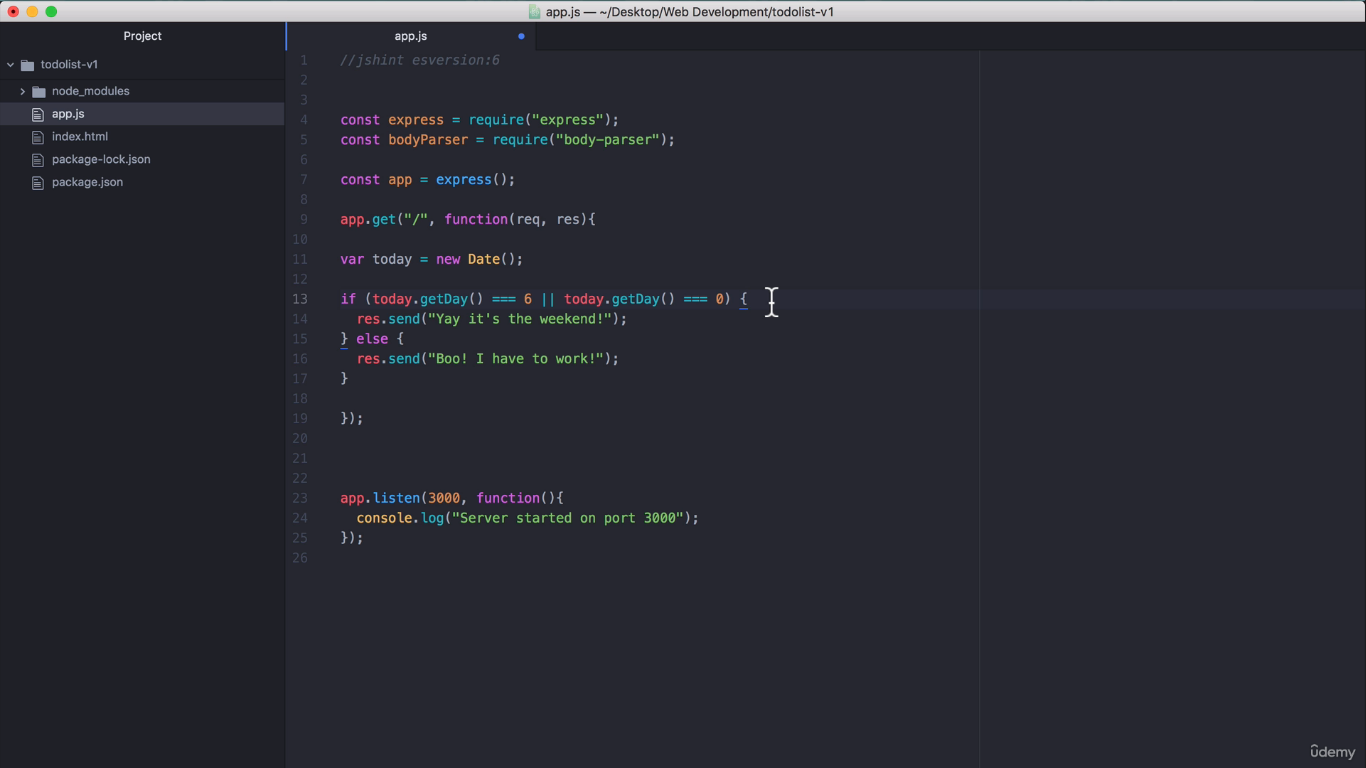 app.js — ~/Desktop/Web Development/todolist-v1
Project
app.js
todolist-v1
node_modules
app.js
index.html
package-lock.json
package.json
1 //jshint esversion:6
2
3
4 const express = require("express");
5 const bodyParser = require("body-parser");
6
7 const app = express();
8
9 app.get("/", function(req, res){
10
11 var today = new Date();
12
13 if (today.getDay() === 6 || today.getDay() === 0) {
14   res.send("Yay it's the weekend!");
15 } else {
16   res.send("Boo! I have to work!");
17 }
18
19 });
20
21
22
23 app.listen(3000, function(){
24   console.log("Server started on port 3000");
25 });
26
ûdemy